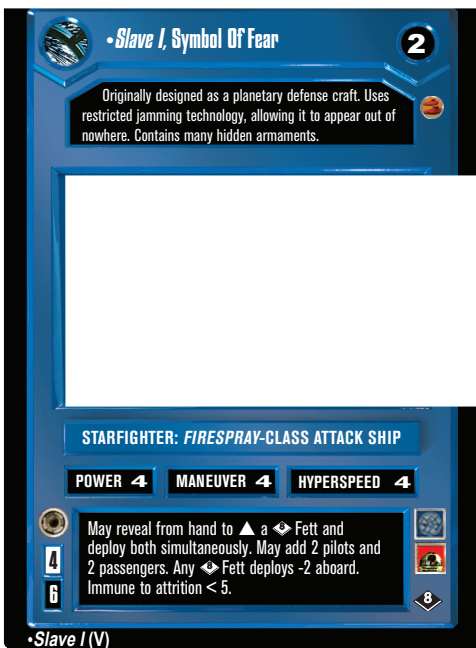 •Slave I, Symbol Of Fear
2
Originally designed as a planetary defense craft. Uses
restricted jamming technology, allowing it to appear out of
nowhere. Contains many hidden armaments.
STARFIGHTER: FIRESPRAY-CLASS ATTACK SHIP
POWER 4 MANEUVER 4 HYPERSPEED 4
May reveal from hand to ▲ a Fett and
deploy both simultaneously. May add 2 pilots and
2 passengers. Any Fett deploys -2 aboard.
Immune to attrition < 5.
4
6
8
•Slave I (V)